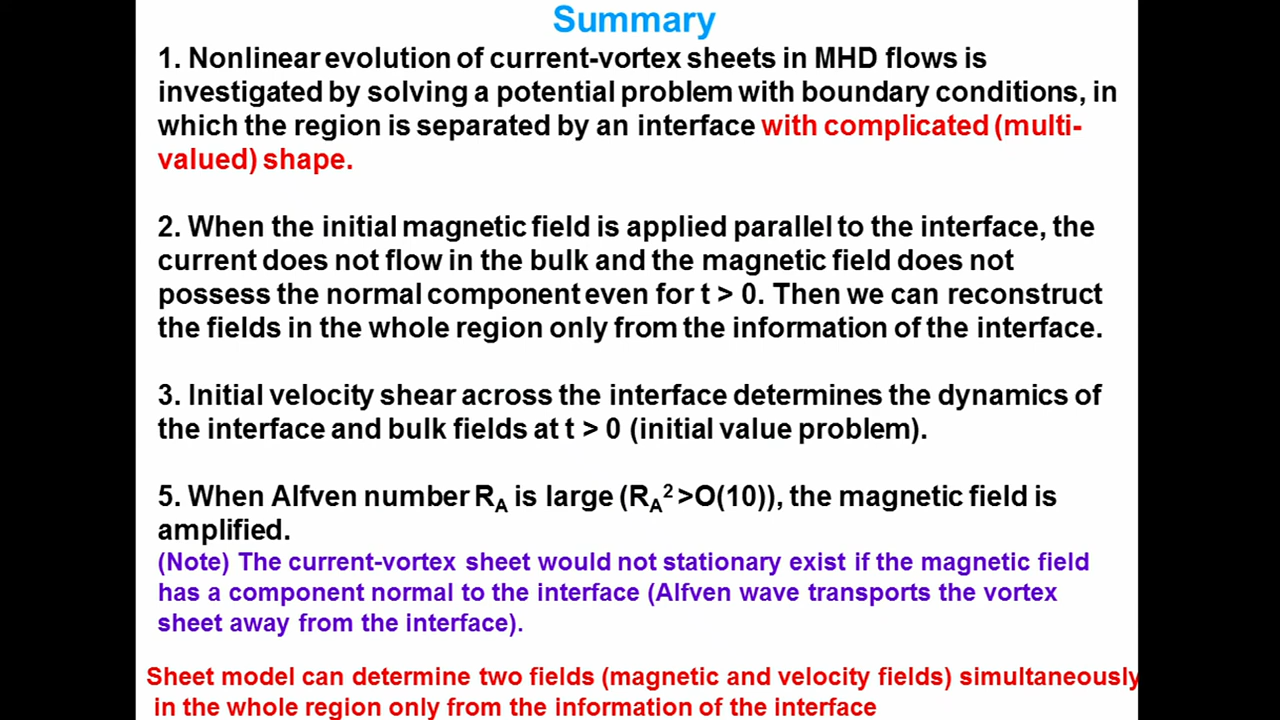 Summary
1. Nonlinear evolution of current-vortex sheets in MHD flows is
investigated by solving a potential problem with boundary conditions, in
which the region is separated by an interface with complicated (multi-
valued) shape.
2. When the initial magnetic field is applied parallel to the interface, the
current does not flow in the bulk and the magnetic field does not
possess the normal component even for t > 0. Then we can reconstruct
the fields in the whole region only from the information of the interface.
3. Initial velocity shear across the interface determines the dynamics of
the interface and bulk fields at t > 0 (initial value problem).
5. When Alfven number R_A is large (R_A² >O(10)), the magnetic field is
amplified.
(Note) The current-vortex sheet would not stationary exist if the magnetic field
has a component normal to the interface (Alfven wave transports the vortex
sheet away from the interface).
Sheet model can determine two fields (magnetic and velocity fields) simultaneously
in the whole region only from the information of the interface